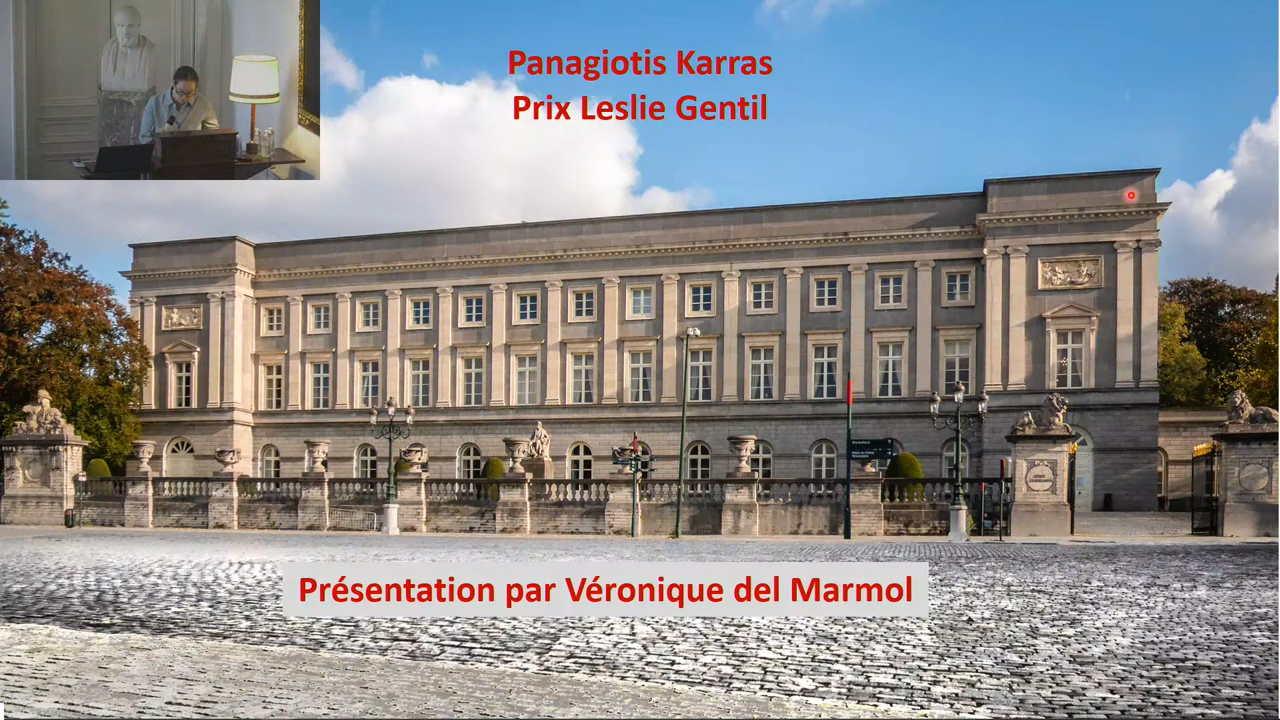 Panagiotis Karras
Prix Leslie Gentil
Présentation par Véronique del Marmol